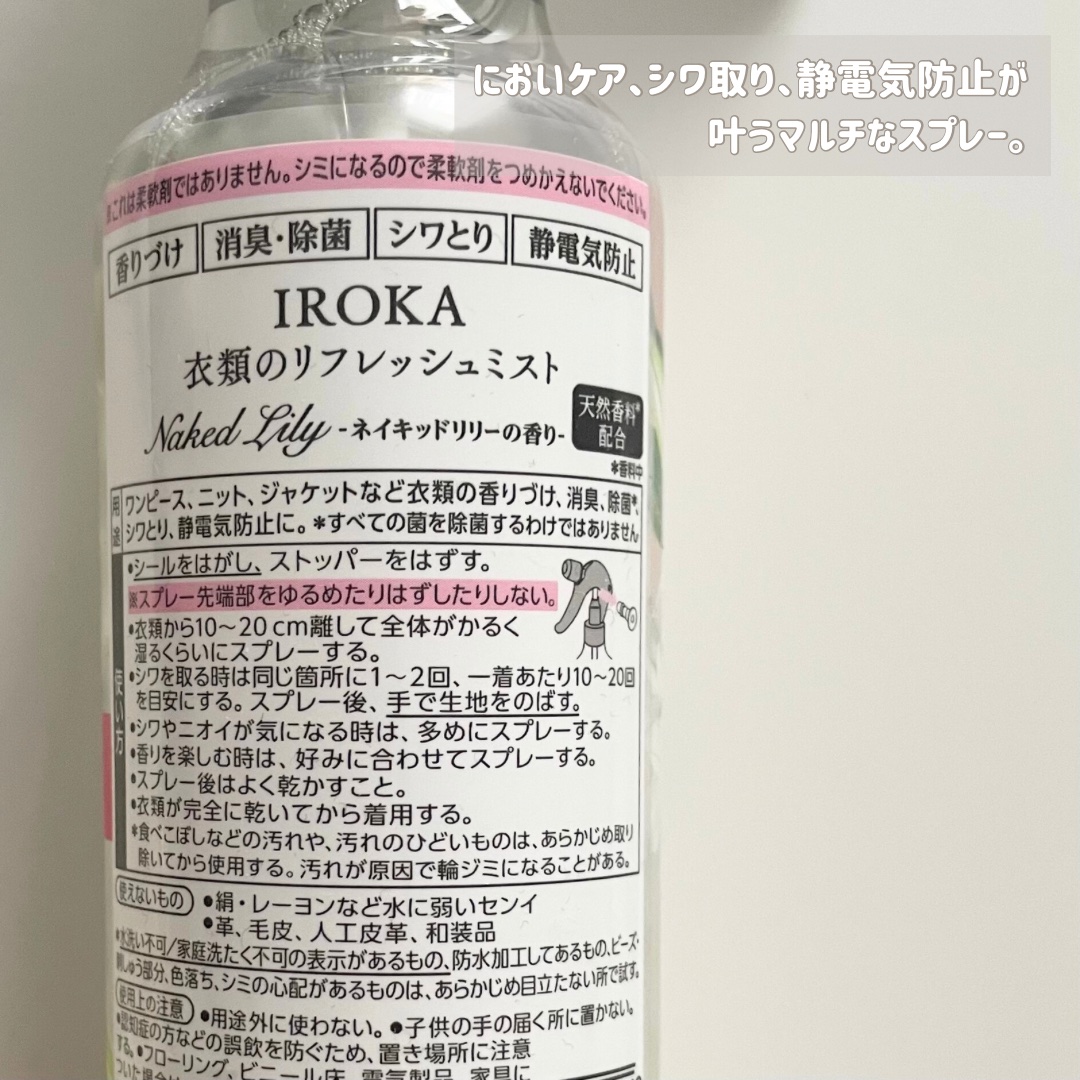 においケア、シワ取り、静電気防止が
叶うマルチなスプレー。
これは柔軟剤ではありません。シミになるので柔軟剤をつめかえないでください。
香りづけ 消臭・除菌 シワとり 静電気防止
IROKA
衣類のリフレッシュミスト
Naked Lily -ネイキッドリリーの香り-
天然香料*
配合
*香料中
用途
ワンピース、ニット、ジャケットなど衣類の香りづけ、消臭、除菌*、
シワとり、静電気防止に。*すべての菌を除菌するわけではありません
使い方
•シールをはがし、ストッパーをはずす。
※スプレー先端部をゆるめたりはずしたりしない。
•衣類から10〜20cm離して全体がかるく
湿るくらいにスプレーする。
•シワを取る時は同じ箇所に1〜2回、一着あたり10〜20回
を目安にする。スプレー後、手で生地をのばす。
•シワやニオイが気になる時は、多めにスプレーする。
•香りを楽しむ時は、好みに合わせてスプレーする。
•スプレー後はよく乾かすこと。
•衣類が完全に乾いてから着用する。
*食べこぼしなどの汚れや、汚れのひどいものは、あらかじめ取り
除いてから使用する。汚れが原因で輪ジミになることがある。
使えないもの •絹・レーヨンなど水に弱いセンイ
•革、毛皮、人工皮革、和装品
•水洗い不可/家庭洗たく不可の表示があるもの、防水加工してあるもの、ビーズ・
刺しゅう部分、色落ち、シミの心配があるものは、あらかじめ目立たない所で試す。
使用上の注意 •用途外に使わない。•子供の手の届く所に置かない。
•認知症の方などの誤飲を防ぐため、置き場所に注意
する。•フローリング、ビニール床、電気製品、家具に
ついた場合は